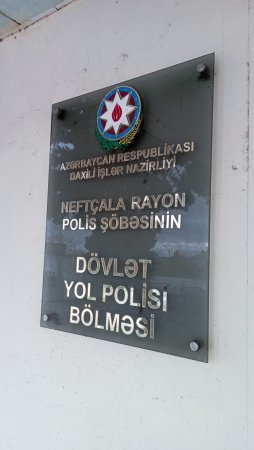 AZƏRBAYCAN RESPUBLİKASI
DAXİLİ İŞLƏR NAZİRLİYİ
NEFTÇALA RAYON
POLİS ŞÖBƏSİNİN
DÖVLƏT
YOL POLİSİ
BÖLMƏSİ